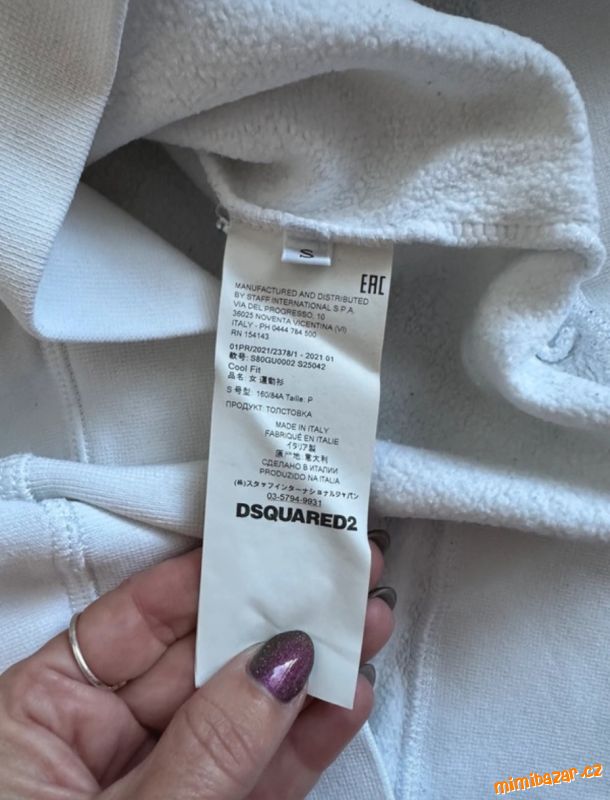 S
EAC
MANUFACTURED AND DISTRIBUTED
BY STAFF INTERNATIONAL S.P.A.
VIA DEL PROGRESSO, 10
36025 NOVENTA VICENTINA (VI)
ITALY - PH 0444 784 500
RN 154143
01PR/2021/2378/1 - 2021 01
款号: S80GU0002 S25042
Cool Fit
品名: 女 運動衫
S 号型: 160/84A Taille: P
ПРОДУКТ: ТОЛСТОВКА
MADE IN ITALY
FABRIQUÉ EN ITALIE
イタリア製
原产地: 意大利
СДЕЛАНО В ИТАЛИИ
PRODUZIDO NA ITALIA
(株)スタッフインターナショナルジャパン
03-5794-9931
DSQUARED2
mimibazar.cz